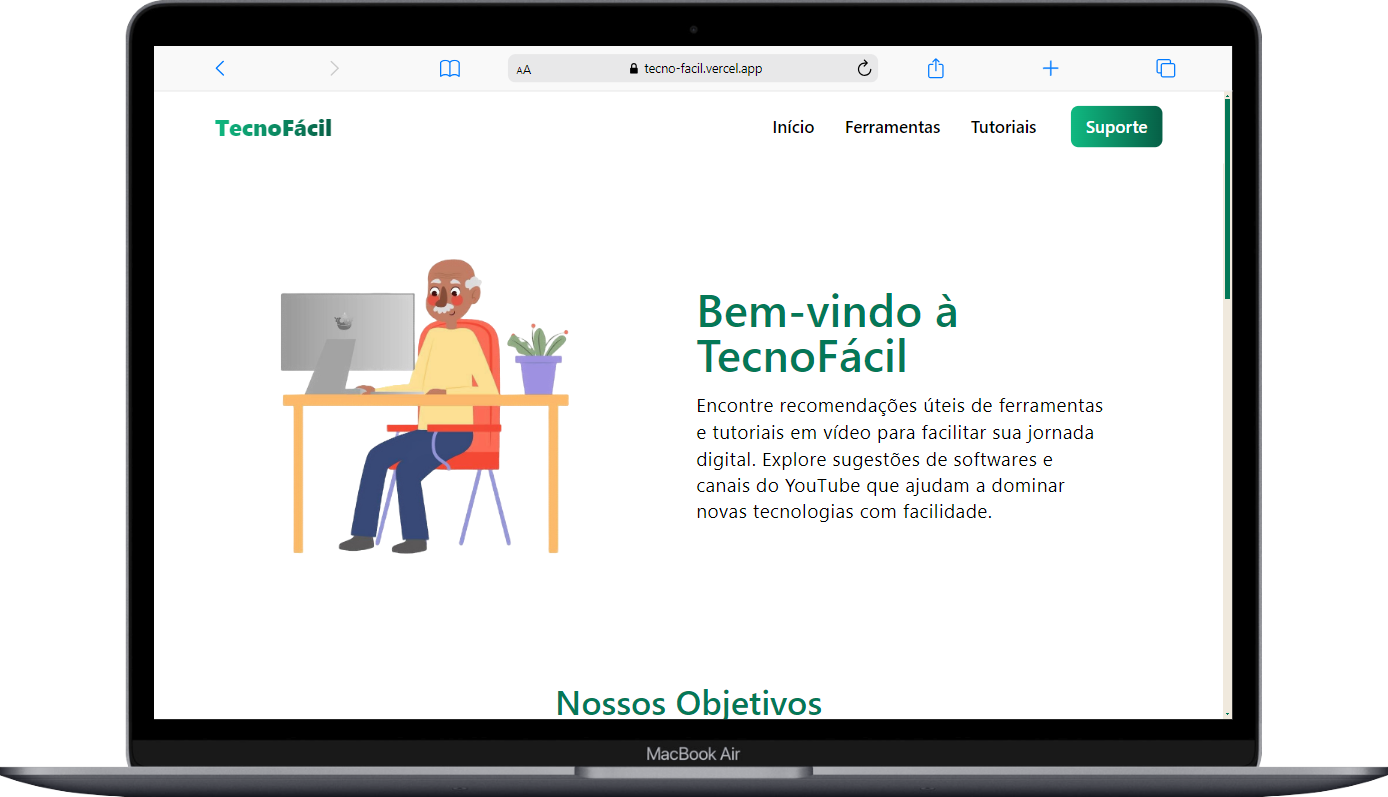 AA tecno-facil.vercel.app
TecnoFácil Início Ferramentas Tutoriais Suporte
Bem-vindo à
TecnoFácil
Encontre recomendações úteis de ferramentas
e tutoriais em vídeo para facilitar sua jornada
digital. Explore sugestões de softwares e
canais do YouTube que ajudam a dominar
novas tecnologias com facilidade.
Nossos Objetivos
MacBook Air